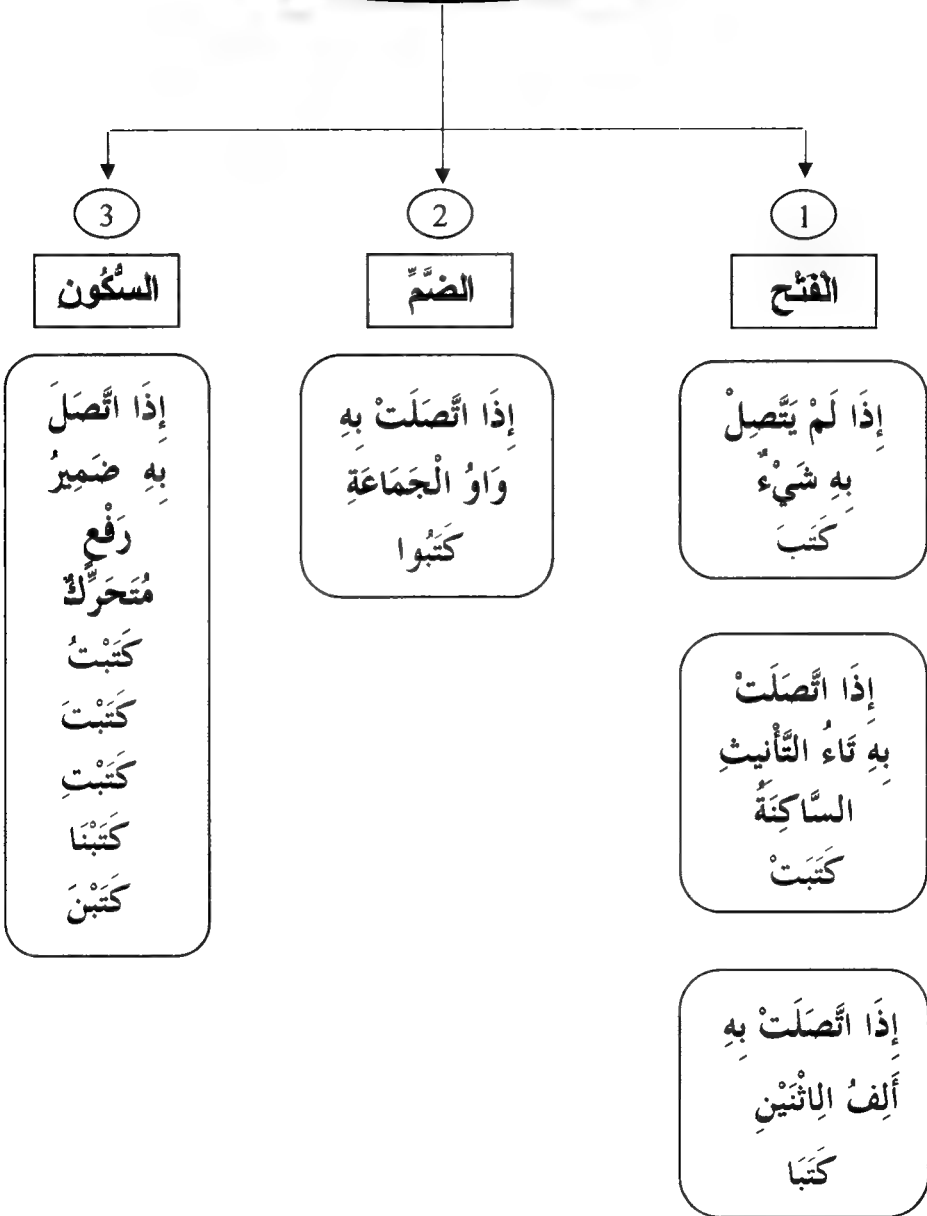 1
الْفَتْح
إِذَا لَمْ يَتَّصِلْ
بِهِ شَيْءٌ
كَتَبَ
إِذَا اتَّصَلَتْ
بِهِ تَاءُ التَّأْنِيثِ
السَّاكِنَةُ
كَتَبَتْ
إِذَا اتَّصَلَتْ بِهِ
أَلِفُ الِاثْنَيْنِ
كَتَبَا
2
الضَّمِّ
إِذَا اتَّصَلَتْ بِهِ
وَاوُ الْجَمَاعَةِ
كَتَبُوا
3
السُّكُونِ
إِذَا اتَّصَلَ
بِهِ ضَمِيرُ
رَفْعٍ
مُتَحَرِّكٌ
كَتَبْتُ
كَتَبْتَ
كَتَبْتِ
كَتَبْنَا
كَتَبْنَ